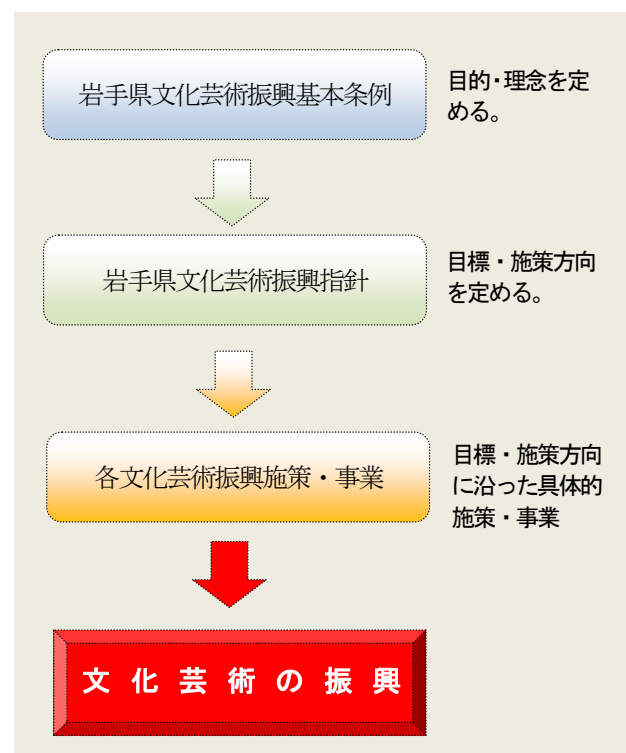 岩手県文化芸術振興基本条例
目的・理念を定
める。
岩手県文化芸術振興指針
目標・施策方向
を定める。
各文化芸術振興施策・事業
目標・施策方向
に沿った具体的
施策・事業
文化芸術の振興